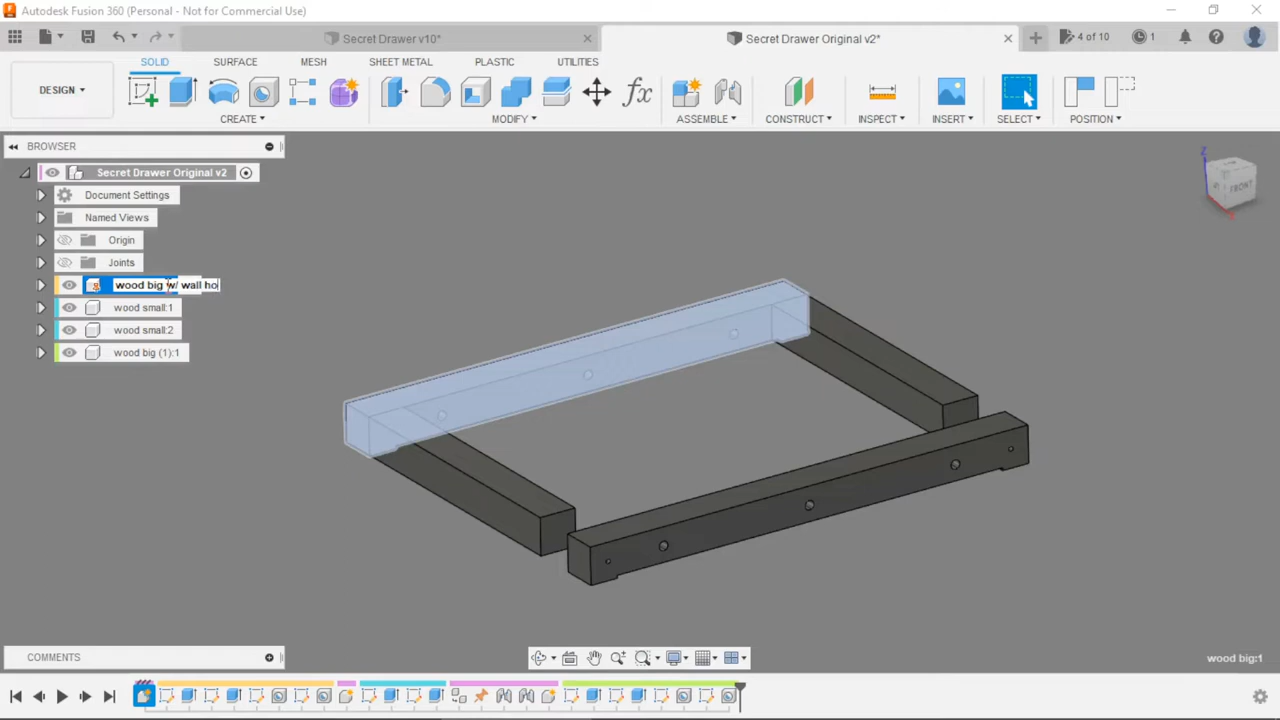 Autodesk Fusion 360 (Personal - Not for Commercial Use)
Secret Drawer v10*
Secret Drawer Original v2*
4 of 10
1
SOLID SURFACE MESH SHEET METAL PLASTIC UTILITIES
DESIGN
CREATE MODIFY ASSEMBLE CONSTRUCT INSPECT INSERT SELECT POSITION
BROWSER
Secret Drawer Original v2
Document Settings
Named Views
Origin
Joints
wood big w/ wall ho
wood small:1
wood small:2
wood big (1):1
Z
FRONT
COMMENTS
wood big:1